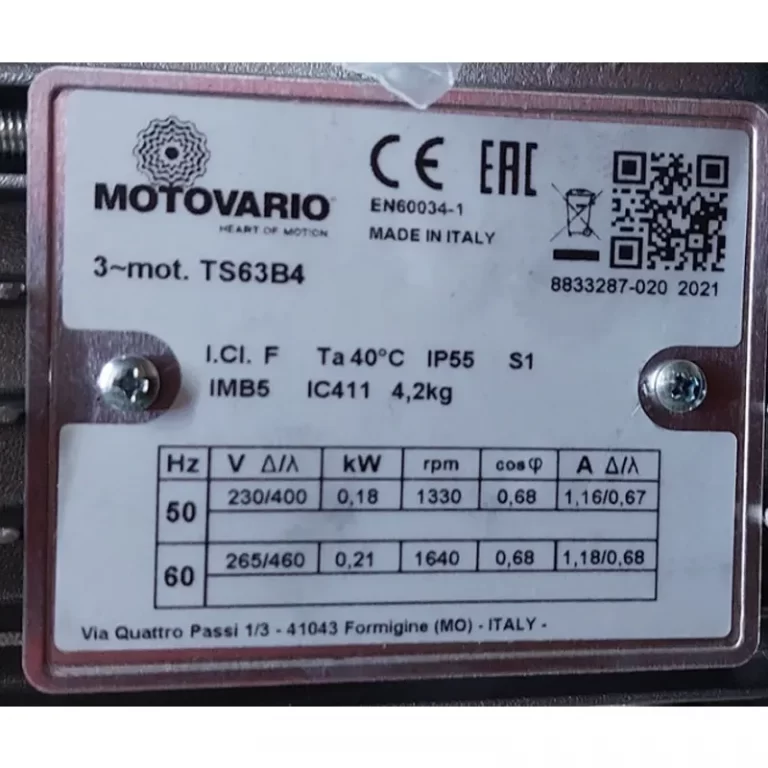 MOTOVARIO
HEART OF MOTION
CE EAC
EN60034-1
MADE IN ITALY
3~mot. TS63B4
8833287-020 2021
I.Cl. F Ta 40°C IP55 S1
IMB5 IC411 4,2kg
Hz V Δ/λ kW rpm cosφ A Δ/λ
50 230/400 0,18 1330 0,68 1,16/0,67
60 265/460 0,21 1640 0,68 1,18/0,68
Via Quattro Passi 1/3 - 41043 Formigine (MO) - ITALY -